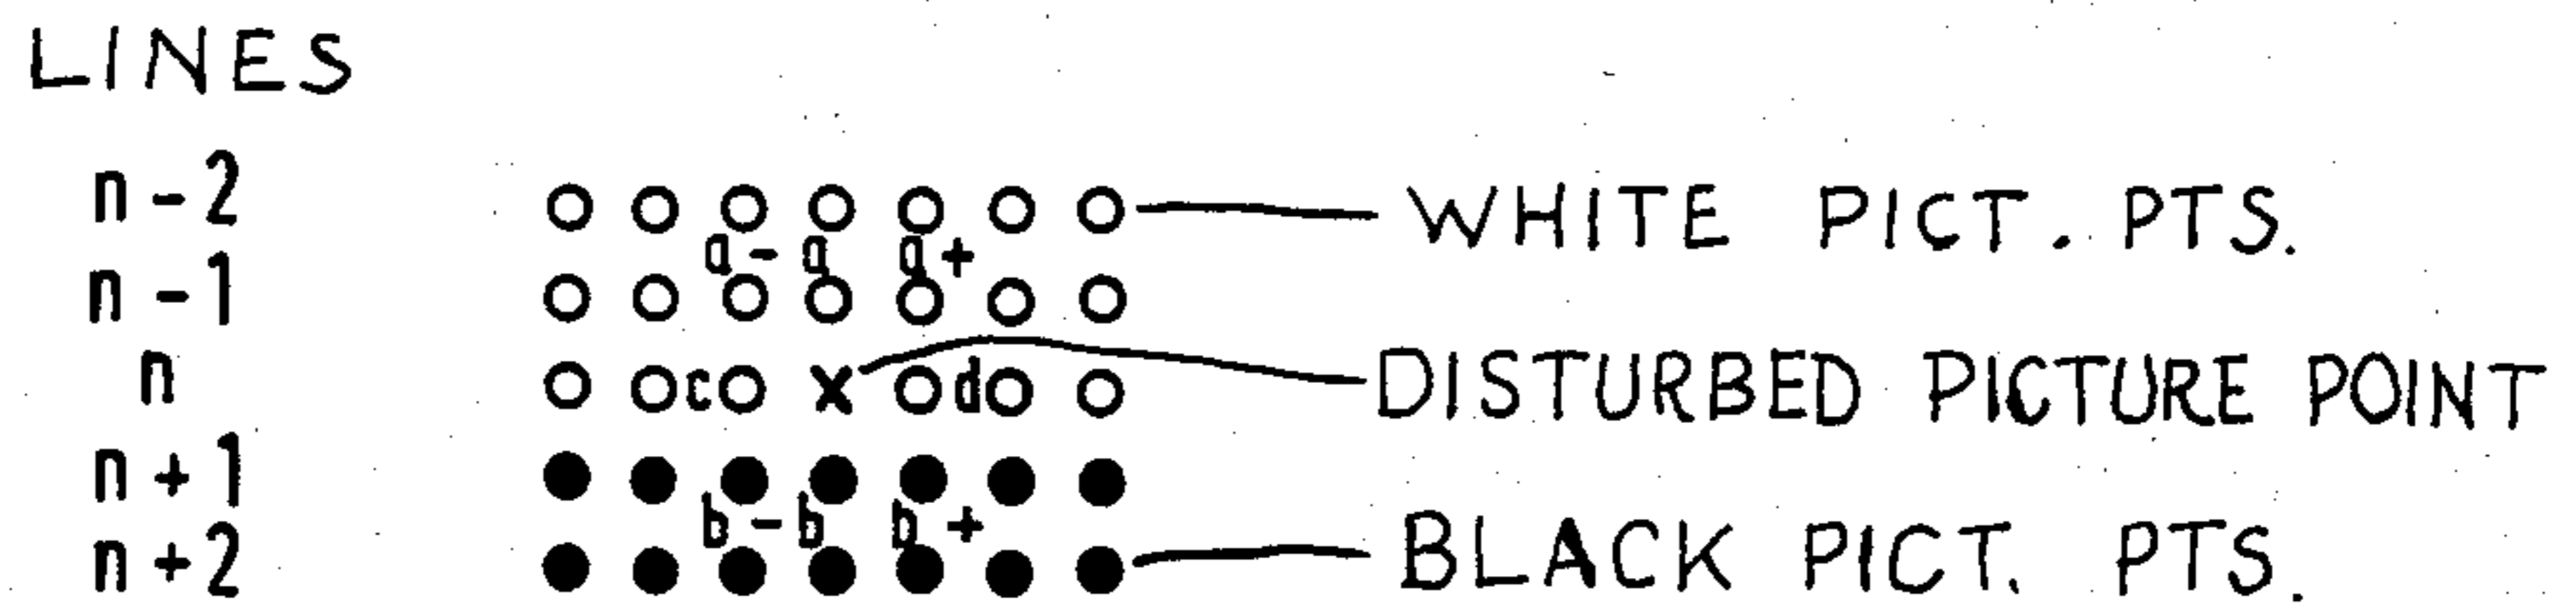 LINES
n-2 WHITE PICT. PTS.
a- a a+
n-1
n c x d DISTURBED PICTURE POINT
n+1
b- b b+
n+2 BLACK PICT. PTS.